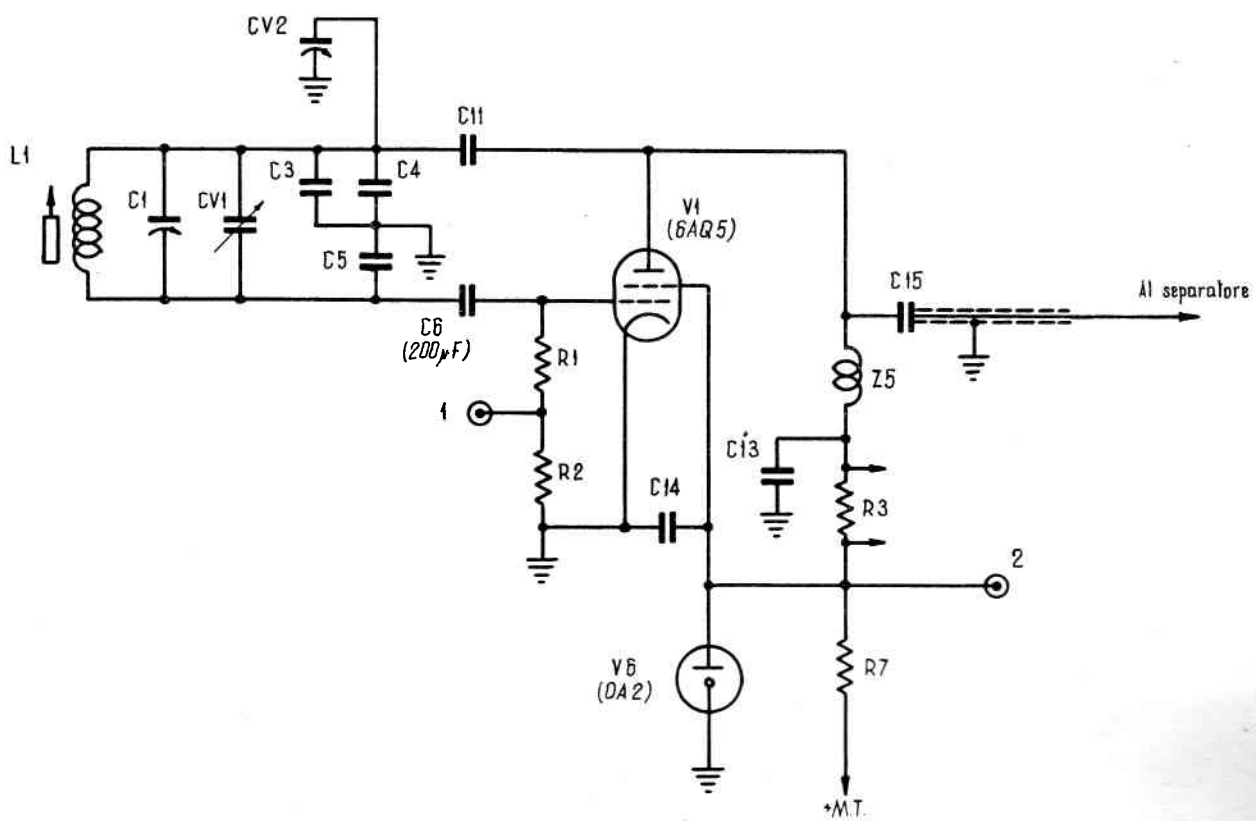 CV2
C11
L1
C1
CV1
C3
C4
C5
V1
(6AQ5)
C15
Al separatore
C6
(200µF)
R1
Z5
1
C13
R2
C14
R3
2
V6
(OA2)
R7
+M.T.